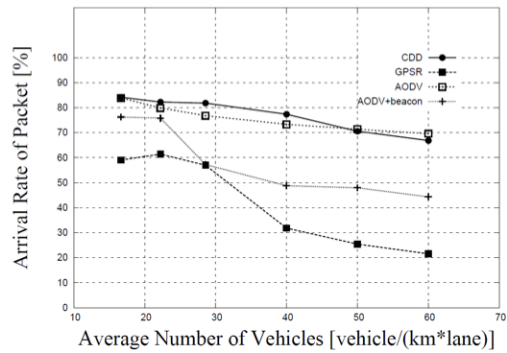 Arrival Rate of Packet [%]
100
90
80
70
60
50
40
30
20
10
0
CDD
GPSR
AODV
AODV+beacon
10 20 30 40 50 60 70
Average Number of Vehicles [vehicle/(km*lane)]